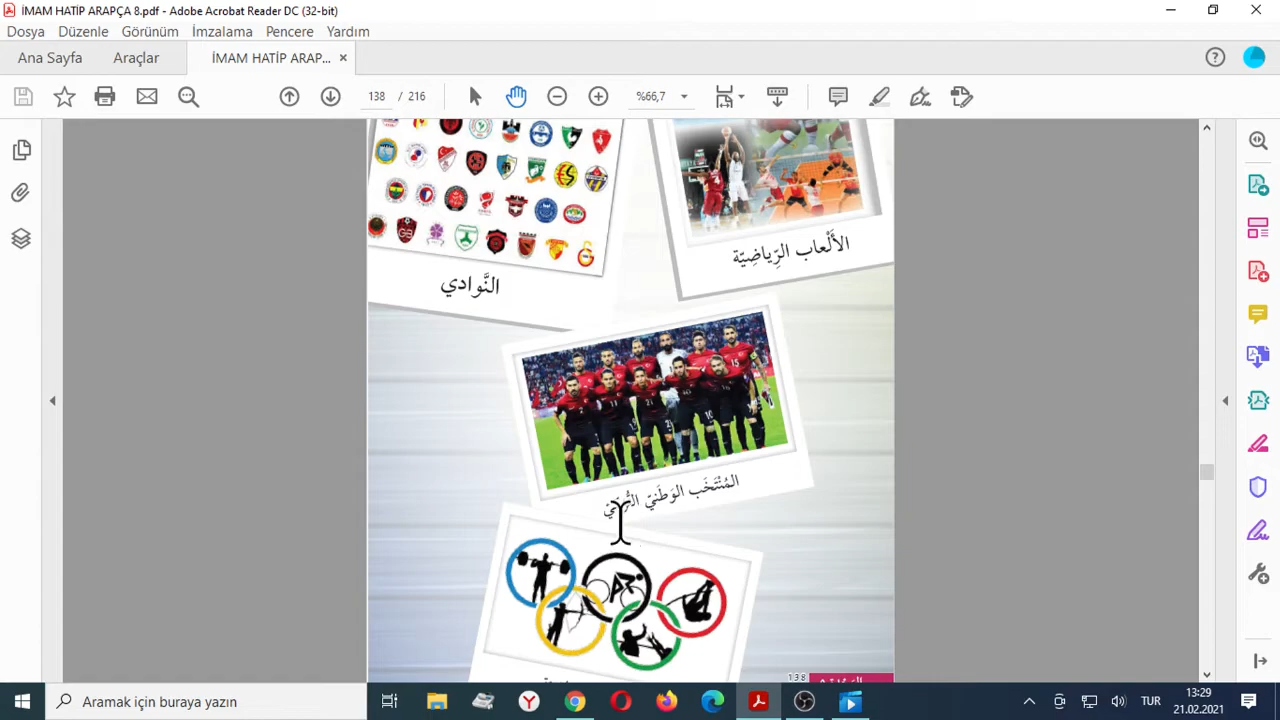 İMAM HATİP ARAPÇA 8.pdf - Adobe Acrobat Reader DC (32-bit)
Dosya Düzenle Görünüm İmzalama Pencere Yardım
Ana Sayfa Araçlar İMAM HATİP ARAP...
138 / 216 %66,7
الأَلْعاب الرِّياضِيّة
النَّوادي
المُنْتَخَب الوَطَنيّ
138
Aramak için buraya yazın
TUR
13:29
21.02.2021